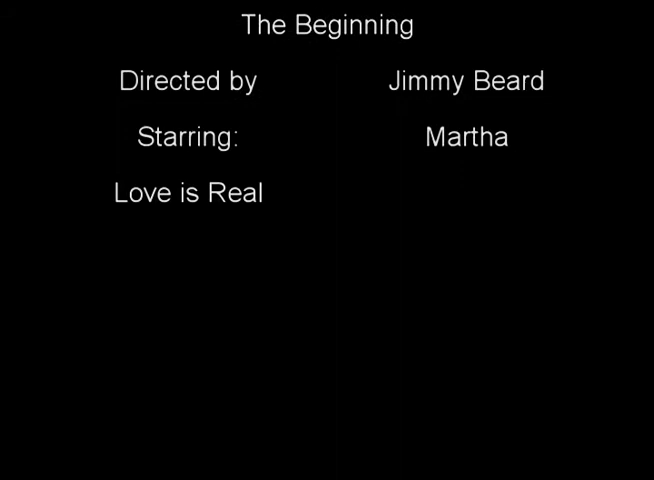 The Beginning
Directed by Jimmy Beard
Starring: Martha
Love is Real